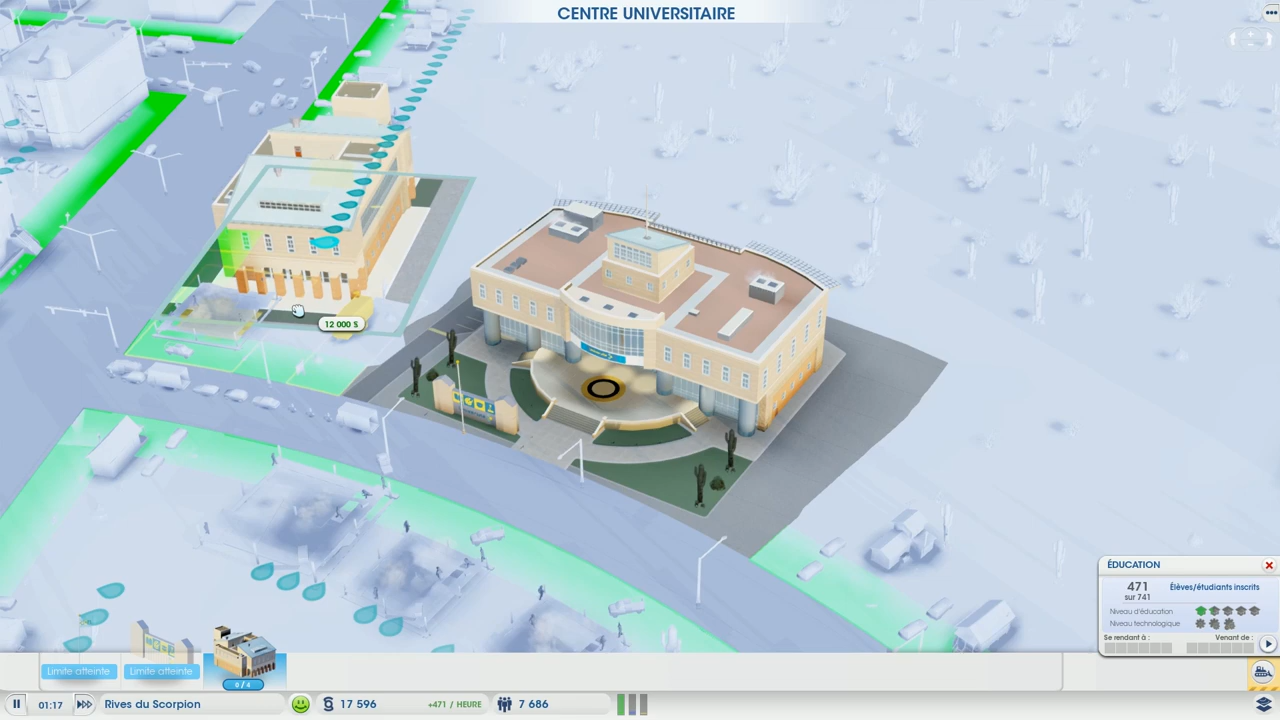 CENTRE UNIVERSITAIRE
12 000 $
ÉDUCATION
471
sur 741
Élèves/étudiants inscrits
Niveau d'éducation
Niveau technologique
Se rendant à :
Venant de :
Limite atteinte
Limite atteinte
0 / 4
01:17
Rives du Scorpion
17 596
+471 / HEURE
7 686